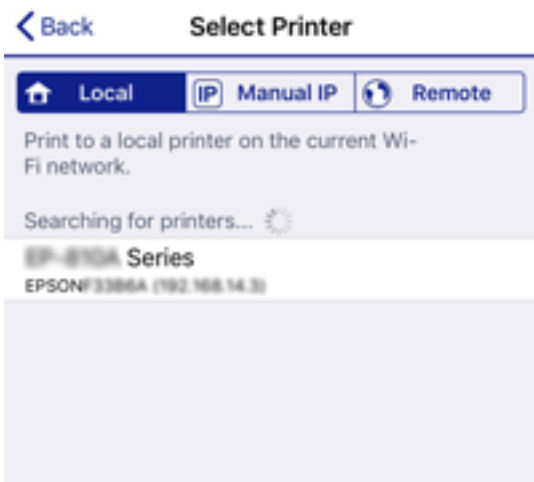 Back
Select Printer
Local
IP Manual IP
Remote
Print to a local printer on the current Wi-
Fi network.
Searching for printers...
Series
EPSON